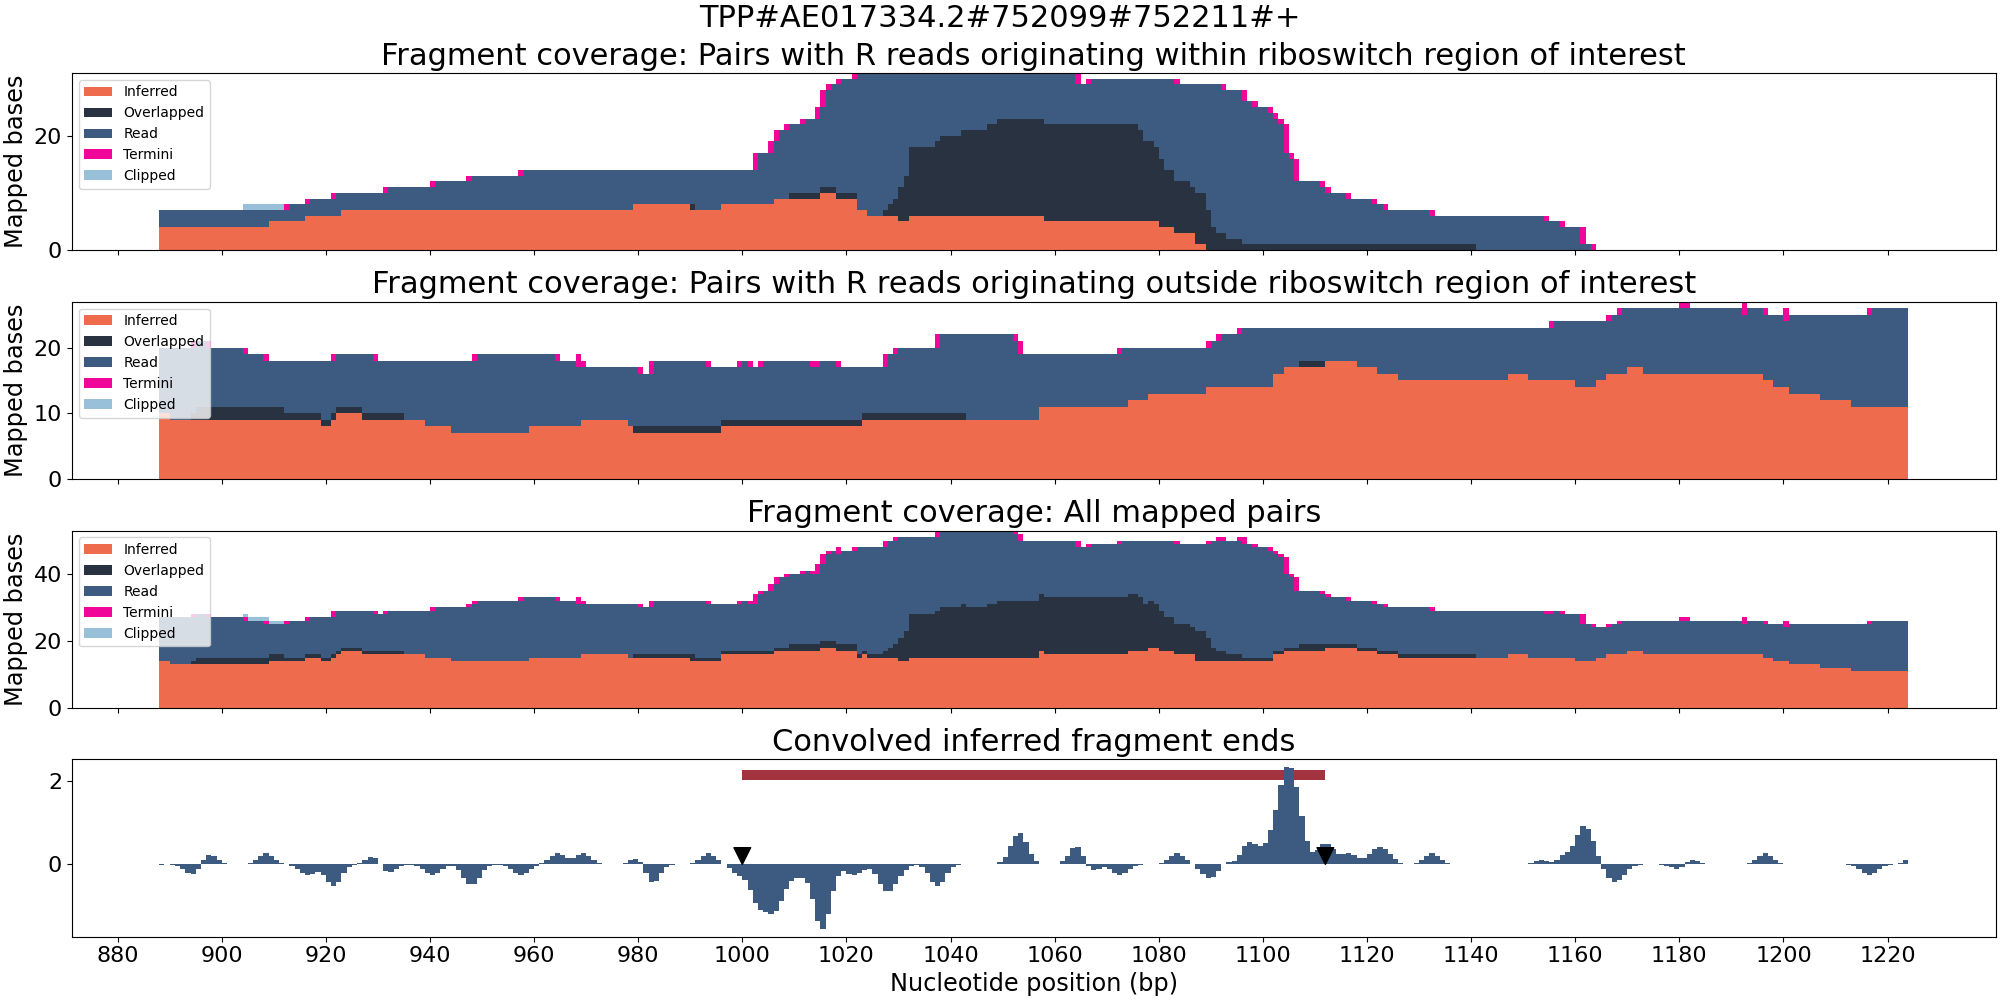 TPP#AE017334.2#752099#752211#+
Fragment coverage: Pairs with R reads originating within riboswitch region of interest
Mapped bases
20
0
Inferred
Overlapped
Read
Termini
Clipped
Fragment coverage: Pairs with R reads originating outside riboswitch region of interest
Mapped bases
20
10
0
Inferred
Overlapped
Read
Termini
Clipped
Fragment coverage: All mapped pairs
Mapped bases
40
20
0
Inferred
Overlapped
Read
Termini
Clipped
Convolved inferred fragment ends
2
0
880 900 920 940 960 980 1000 1020 1040 1060 1080 1100 1120 1140 1160 1180 1200 1220
Nucleotide position (bp)